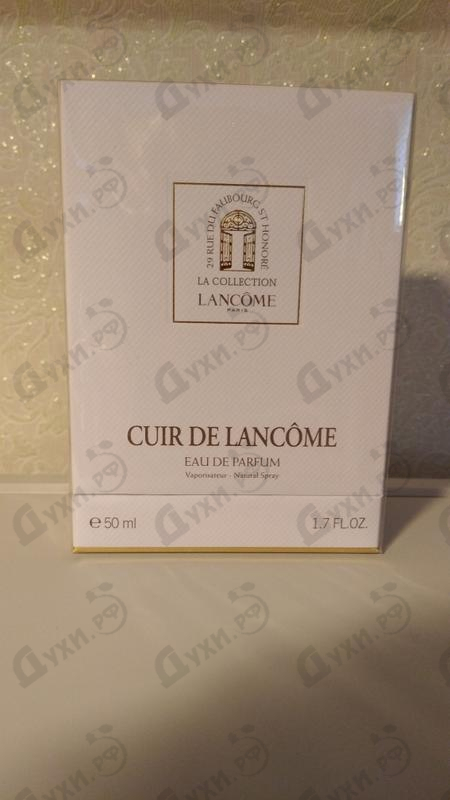 29 RUE DU FAUBOURG ST HONORÉ
LA COLLECTION
LANCÔME
PARIS
CUIR DE LANCÔME
EAU DE PARFUM
Vaporisateur - Natural Spray
e 50 ml 1.7 FL.OZ.
Духи.рф